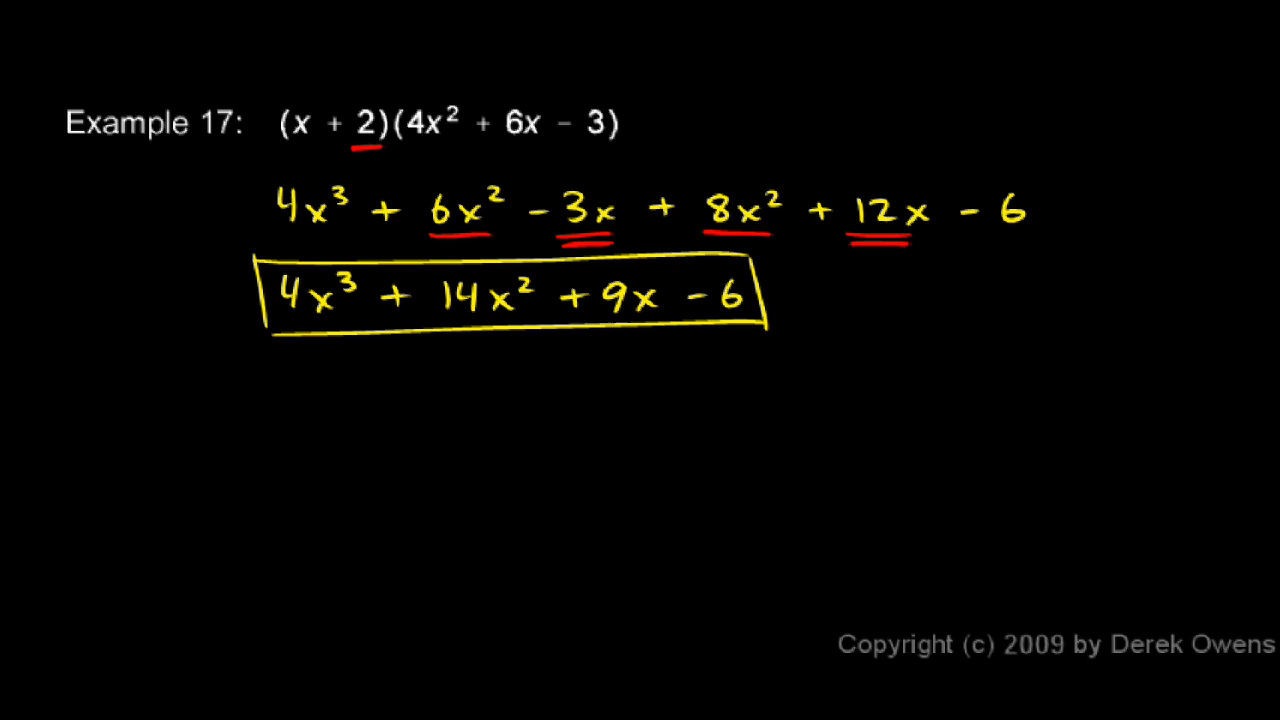 Example 17: (x + 2)(4x² + 6x − 3)
4x³ + 6x² − 3x + 8x² + 12x − 6
4x³ + 14x² + 9x − 6
Copyright (c) 2009 by Derek Owens